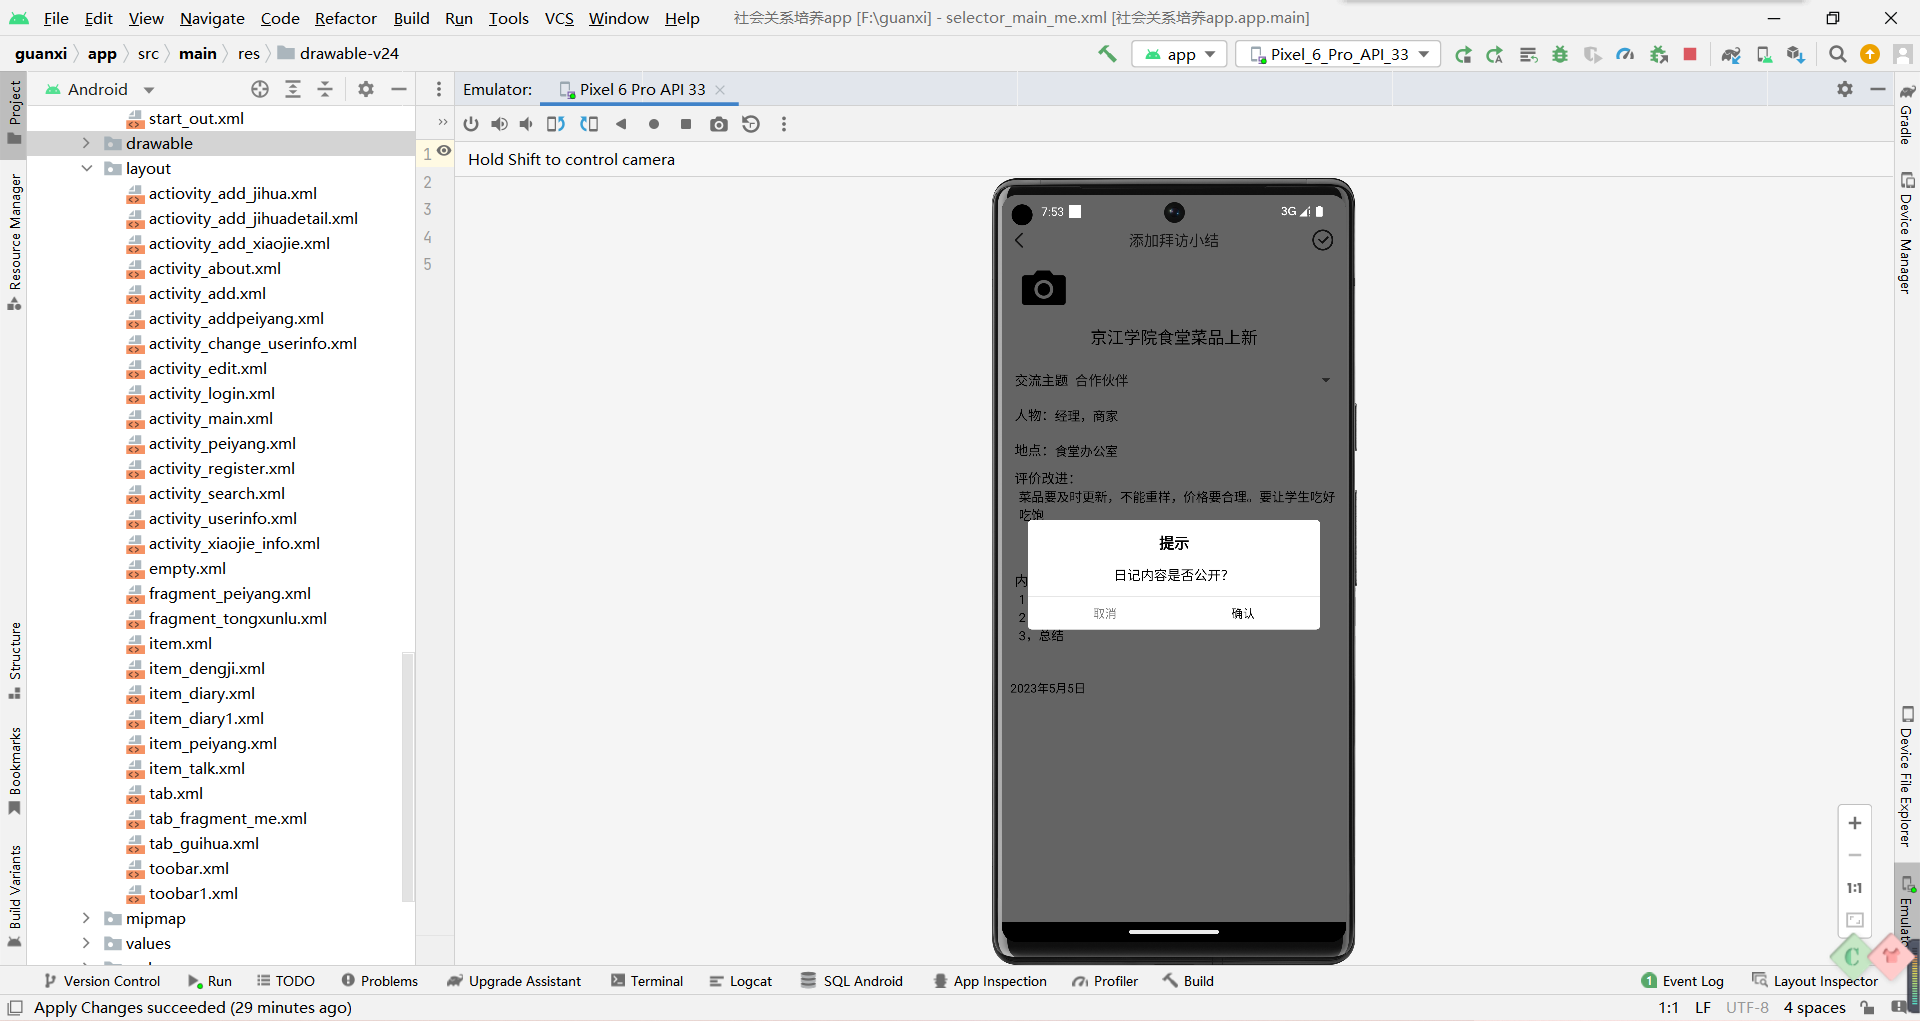 File Edit View Navigate Code Refactor Build Run Tools VCS Window Help 社会关系培养app [F:\guanxi] - selector_main_me.xml [社会关系培养app.app.main]
guanxi app src main res drawable-v24 app Pixel_6_Pro_API_33
Android Emulator: Pixel 6 Pro API 33
start_out.xml
drawable
layout
actiovity_add_jihua.xml
actiovity_add_jihuadetail.xml
actiovity_add_xiaojie.xml
activity_about.xml
activity_add.xml
activity_addpeiyang.xml
activity_change_userinfo.xml
activity_edit.xml
activity_login.xml
activity_main.xml
activity_peiyang.xml
activity_register.xml
activity_search.xml
activity_userinfo.xml
activity_xiaojie_info.xml
empty.xml
fragment_peiyang.xml
fragment_tongxunlu.xml
item.xml
item_dengji.xml
item_diary.xml
item_diary1.xml
item_peiyang.xml
item_talk.xml
tab.xml
tab_fragment_me.xml
tab_guihua.xml
toobar.xml
toobar1.xml
mipmap
values
Project
Resource Manager
Structure
Bookmarks
Build Variants
1
2
3
4
5
Hold Shift to control camera
7:53 3G
添加拜访小结
京江学院食堂菜品上新
交流主题 合作伙伴
人物：经理，商家
地点：食堂办公室
评价改进：
菜品要及时更新，不能重样，价格要合理。要让学生吃好
吃饱
提示
日记内容是否公开？
取消 确认
内
1
2
3，总结
2023年5月5日
Gradle
Device Manager
Device File Explorer
Emulator
1:1
C
Version Control Run TODO Problems Upgrade Assistant Terminal Logcat SQL Android App Inspection Profiler Build 1 Event Log Layout Inspector
Apply Changes succeeded (29 minutes ago) 1:1 LF UTF-8 4 spaces